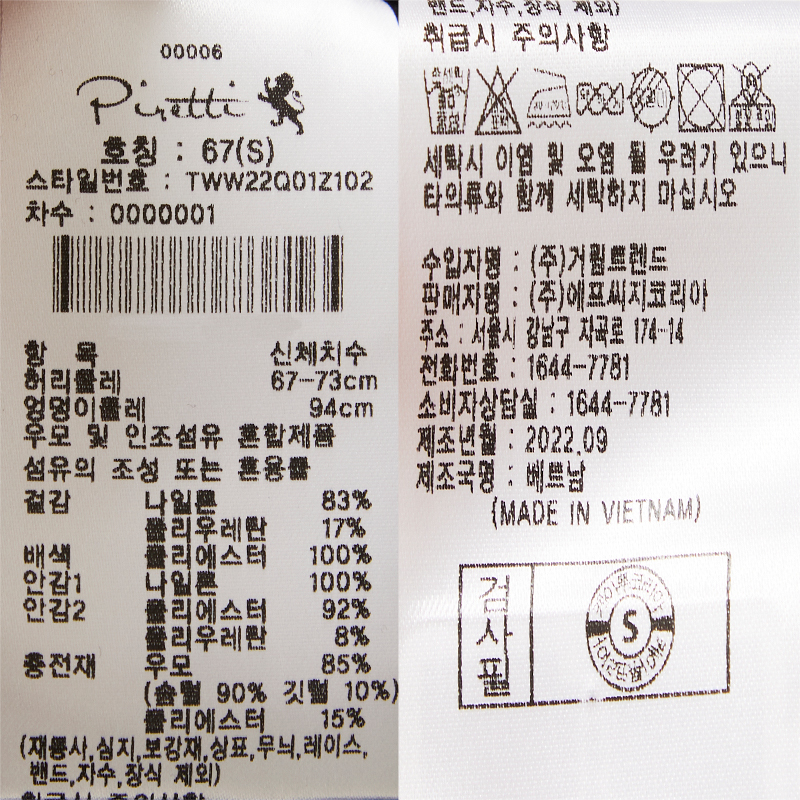 00006
Piretti
호칭 : 67(S)
스타일번호 : TWW22Q01Z102
차수 : 0000001
항 목 신체치수
허리둘레 67-73cm
엉덩이둘레 94cm
우모 및 인조섬유 혼합제품
섬유의 조성 또는 혼용률
겉감 나일론 83%
폴리우레탄 17%
배색 폴리에스터 100%
안감1 나일론 100%
안감2 폴리에스터 92%
폴리우레탄 8%
충전재 우모 85%
(솜털 90% 깃털 10%)
폴리에스터 15%
(재봉사,심지,보강재,상표,무늬,레이스,
밴드,자수,장식 제외)
취급시 주의사항
밴드,자수,장식 제외)
취급시 주의사항
세탁시 이염 및 오염 될 우려가 있으니
타의류와 함께 세탁하지 마십시오
수입자명 : (주)거림트렌드
판매자명 : (주)에프씨지코리아
주소 : 서울시 강남구 자곡로 174-14
전화번호 : 1644-7781
소비자상담실 : 1644-7781
제조년월 : 2022.09
제조국명 : 베트남
(MADE IN VIETNAM)
검사필
S